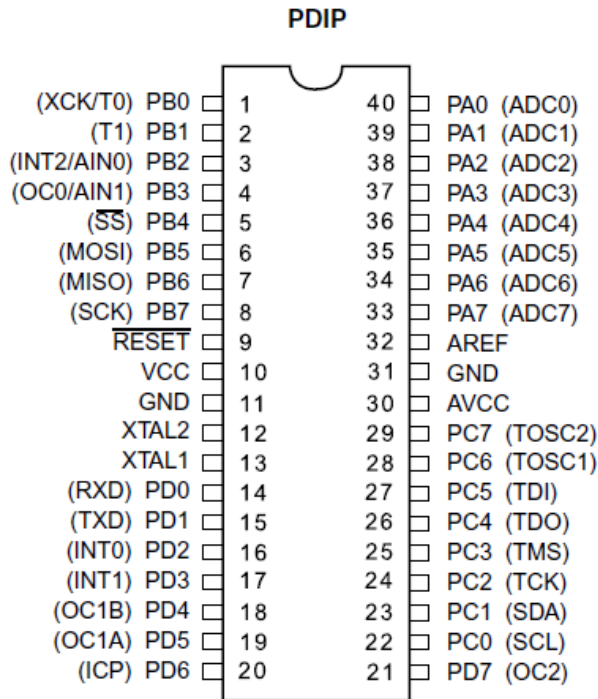 PDIP
(XCK/T0) PB0 1 40 PA0 (ADC0)
(T1) PB1 2 39 PA1 (ADC1)
(INT2/AIN0) PB2 3 38 PA2 (ADC2)
(OC0/AIN1) PB3 4 37 PA3 (ADC3)
(SS) PB4 5 36 PA4 (ADC4)
(MOSI) PB5 6 35 PA5 (ADC5)
(MISO) PB6 7 34 PA6 (ADC6)
(SCK) PB7 8 33 PA7 (ADC7)
RESET 9 32 AREF
VCC 10 31 GND
GND 11 30 AVCC
XTAL2 12 29 PC7 (TOSC2)
XTAL1 13 28 PC6 (TOSC1)
(RXD) PD0 14 27 PC5 (TDI)
(TXD) PD1 15 26 PC4 (TDO)
(INT0) PD2 16 25 PC3 (TMS)
(INT1) PD3 17 24 PC2 (TCK)
(OC1B) PD4 18 23 PC1 (SDA)
(OC1A) PD5 19 22 PC0 (SCL)
(ICP) PD6 20 21 PD7 (OC2)